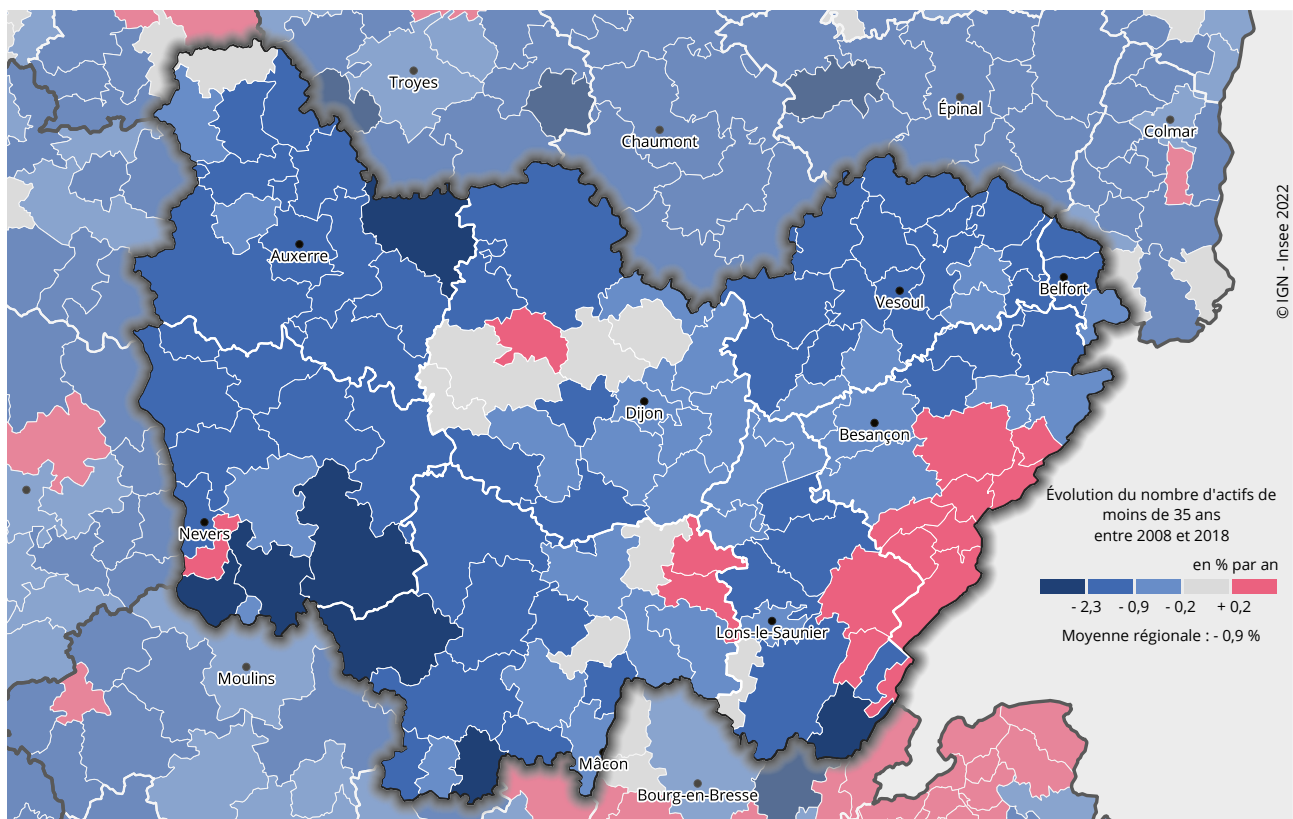 Troyes
Chaumont
Épinal
Colmar
© IGN - Insee 2022
Auxerre
Vesoul
Belfort
Dijon
Besançon
Nevers
Évolution du nombre d'actifs de
moins de 35 ans
entre 2008 et 2018
en % par an
- 2,3 - 0,9 - 0,2 + 0,2
Moyenne régionale : - 0,9 %
Lons-le-Saunier
Moulins
Mâcon
Bourg-en-Bresse